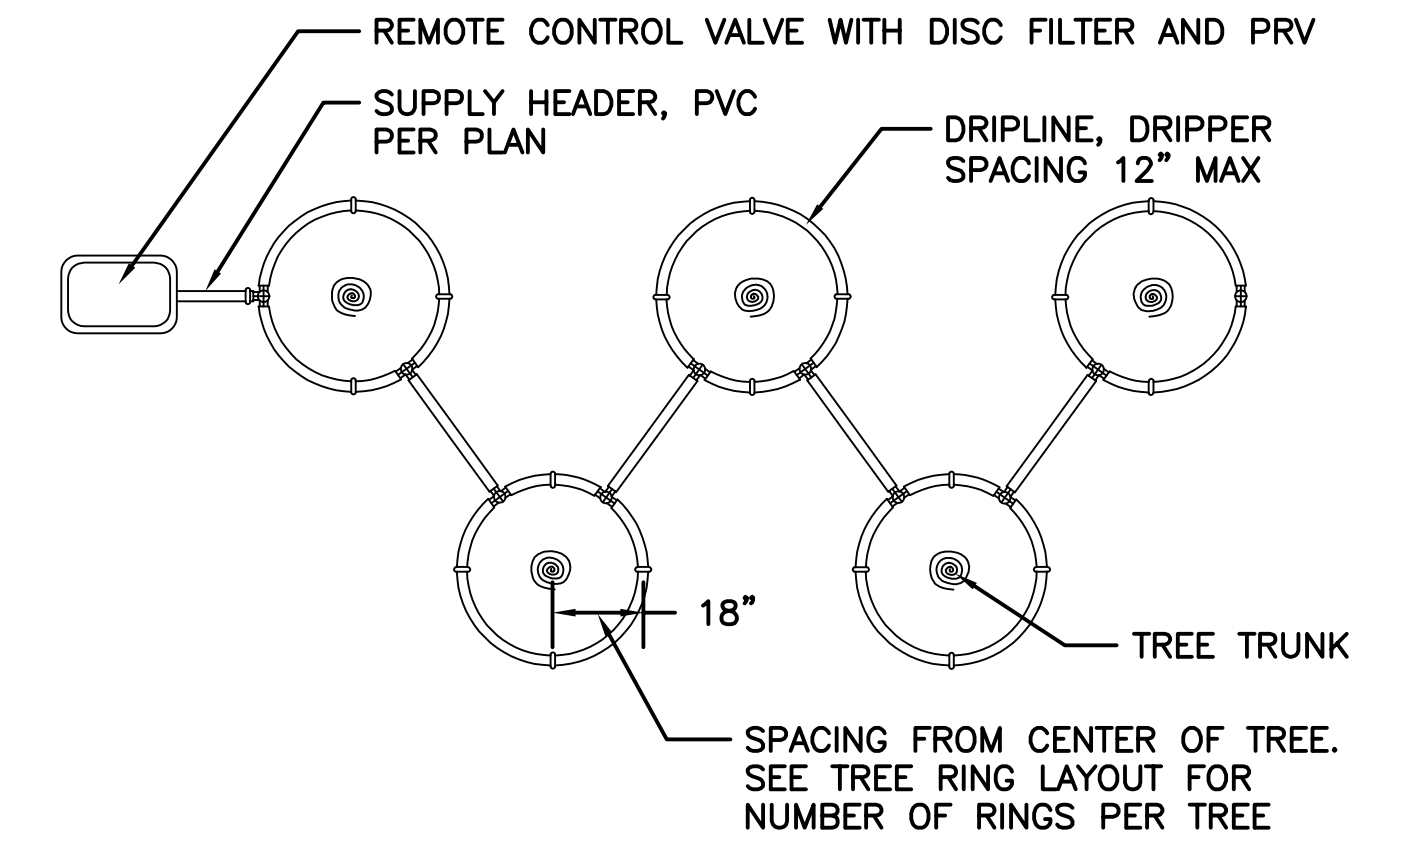 REMOTE CONTROL VALVE WITH DISC FILTER AND PRV
SUPPLY HEADER, PVC
PER PLAN
DRIPLINE, DRIPPER
SPACING 12” MAX
18”
TREE TRUNK
SPACING FROM CENTER OF TREE.
SEE TREE RING LAYOUT FOR
NUMBER OF RINGS PER TREE